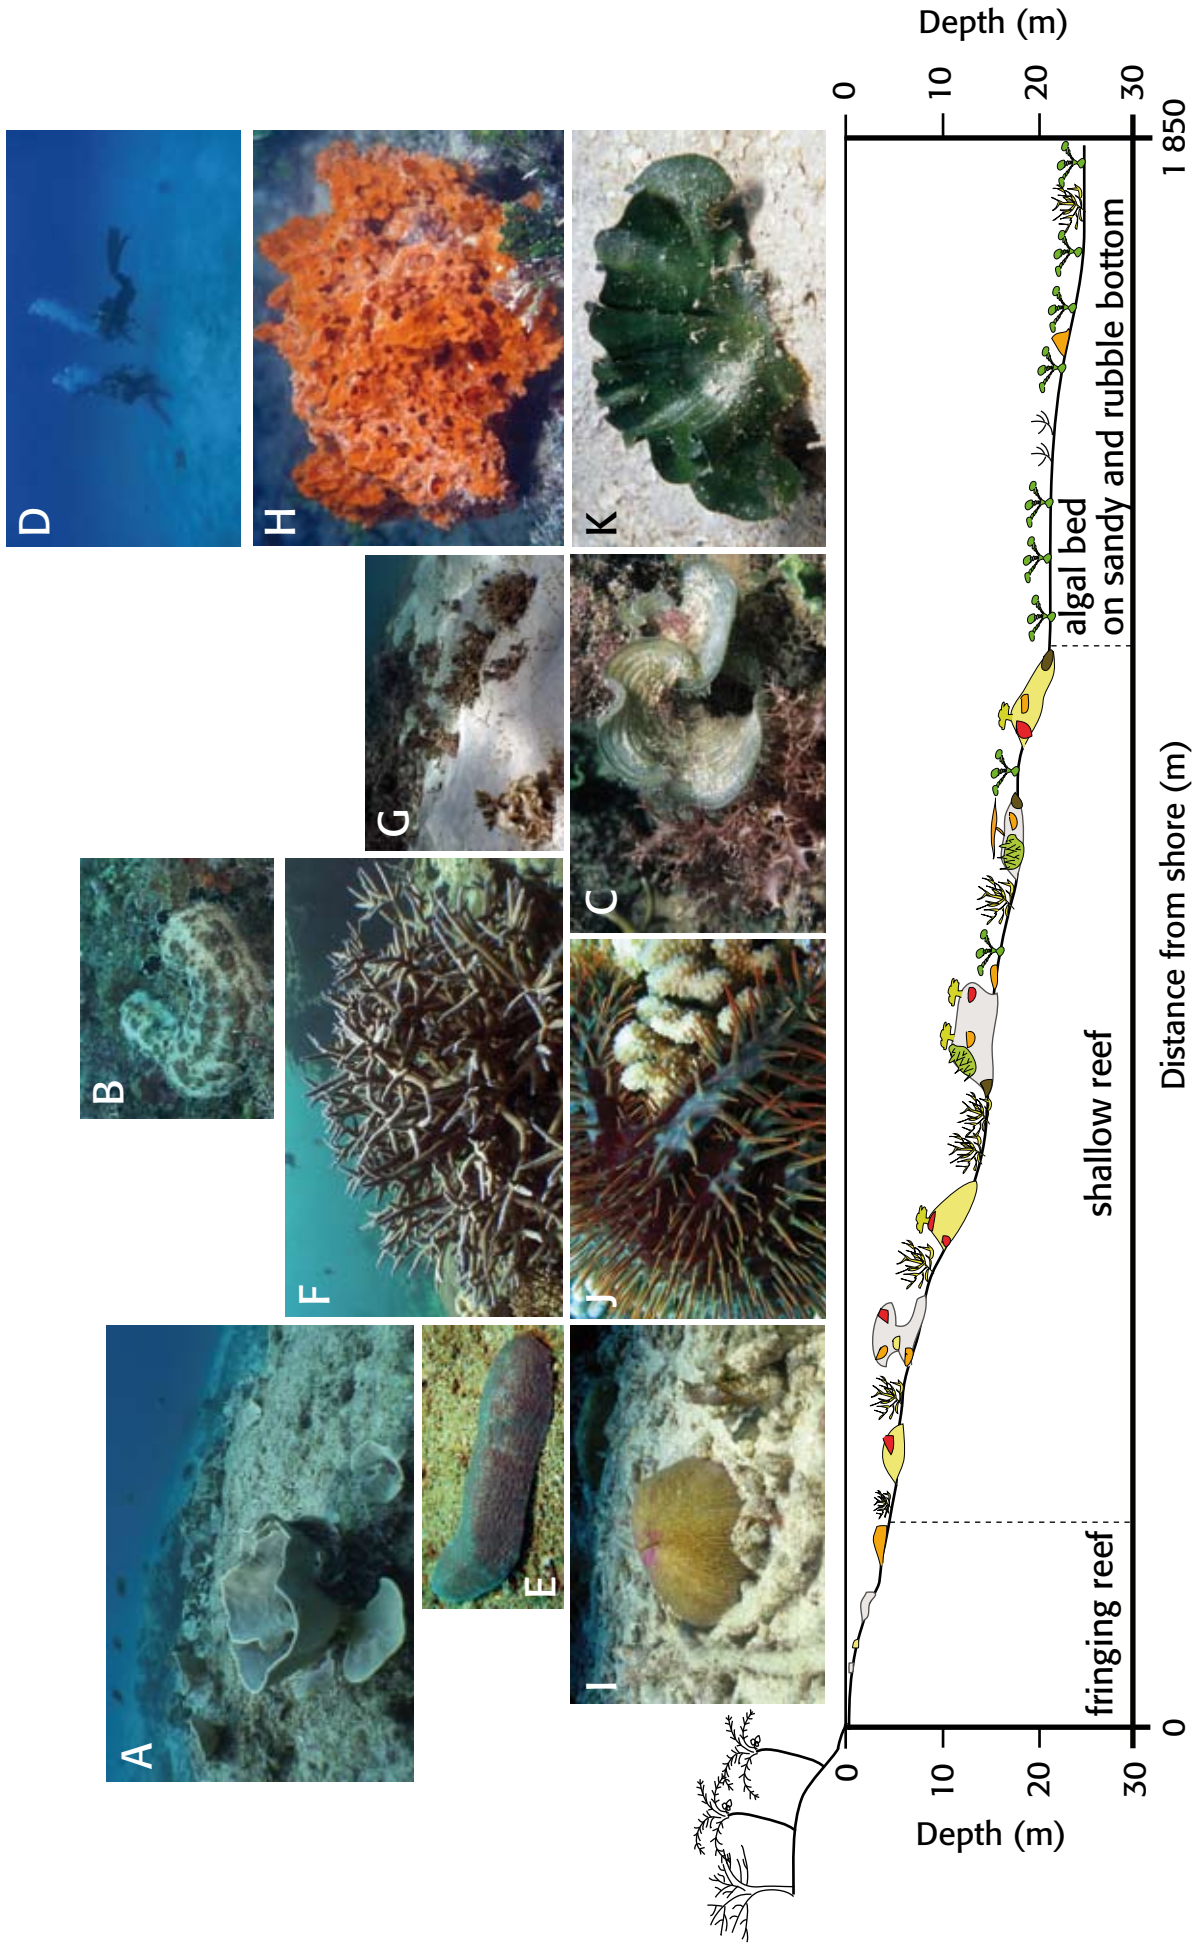 A
B
D
F
G
H
E
I
J
C
K
Depth (m)
0
10
20
30
Depth (m)
0
10
20
30
fringing reef
shallow reef
algal bed
on sandy and rubble bottom
0
1 850
Distance from shore (m)